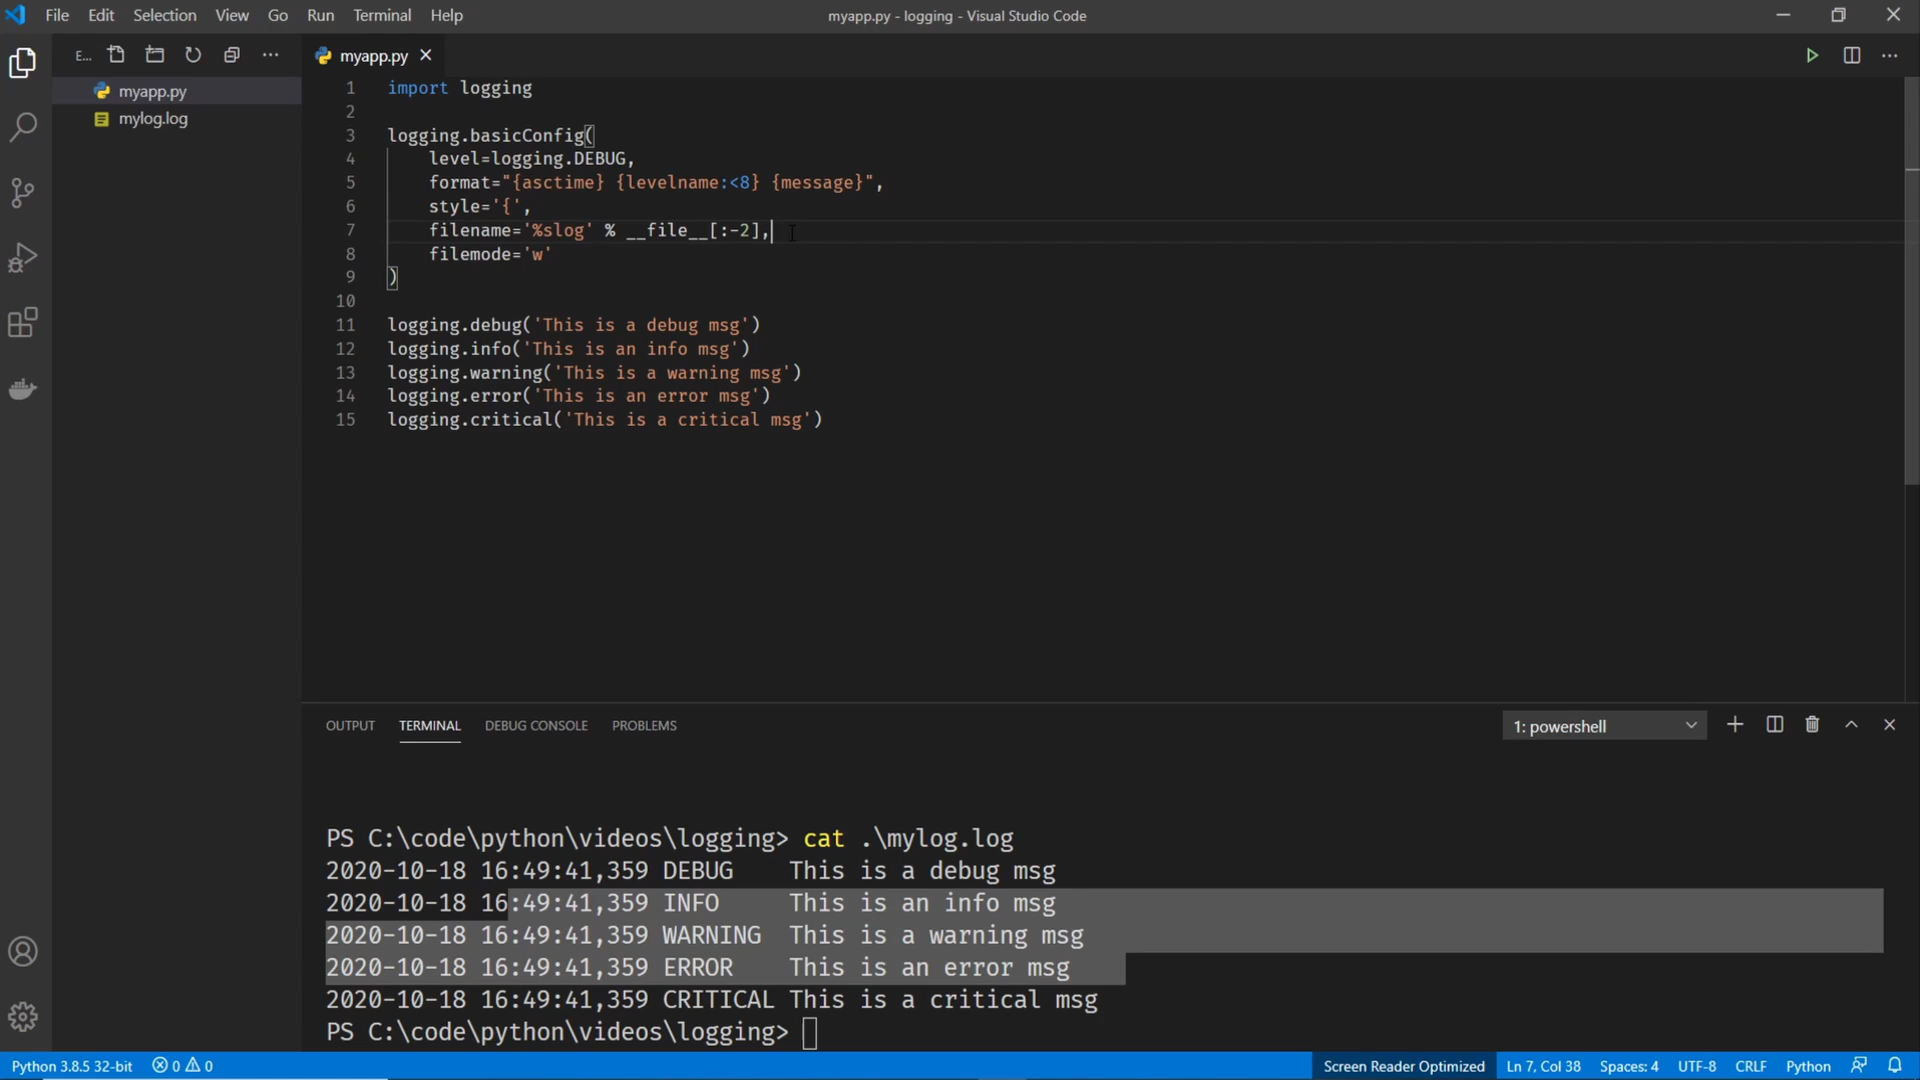 File Edit Selection View Go Run Terminal Help
myapp.py - logging - Visual Studio Code
E...
myapp.py
mylog.log
myapp.py
1 import logging
2
3 logging.basicConfig(
4 level=logging.DEBUG,
5 format="{asctime} {levelname:<8} {message}",
6 style='{',
7 filename='%slog' % __file__[:-2],
8 filemode='w'
9 )
10
11 logging.debug('This is a debug msg')
12 logging.info('This is an info msg')
13 logging.warning('This is a warning msg')
14 logging.error('This is an error msg')
15 logging.critical('This is a critical msg')
OUTPUT TERMINAL DEBUG CONSOLE PROBLEMS
1: powershell
PS C:\code\python\videos\logging> cat .\mylog.log
2020-10-18 16:49:41,359 DEBUG    This is a debug msg
2020-10-18 16:49:41,359 INFO     This is an info msg
2020-10-18 16:49:41,359 WARNING  This is a warning msg
2020-10-18 16:49:41,359 ERROR    This is an error msg
2020-10-18 16:49:41,359 CRITICAL This is a critical msg
PS C:\code\python\videos\logging>
Python 3.8.5 32-bit 0 0 Screen Reader Optimized Ln 7, Col 38 Spaces: 4 UTF-8 CRLF Python